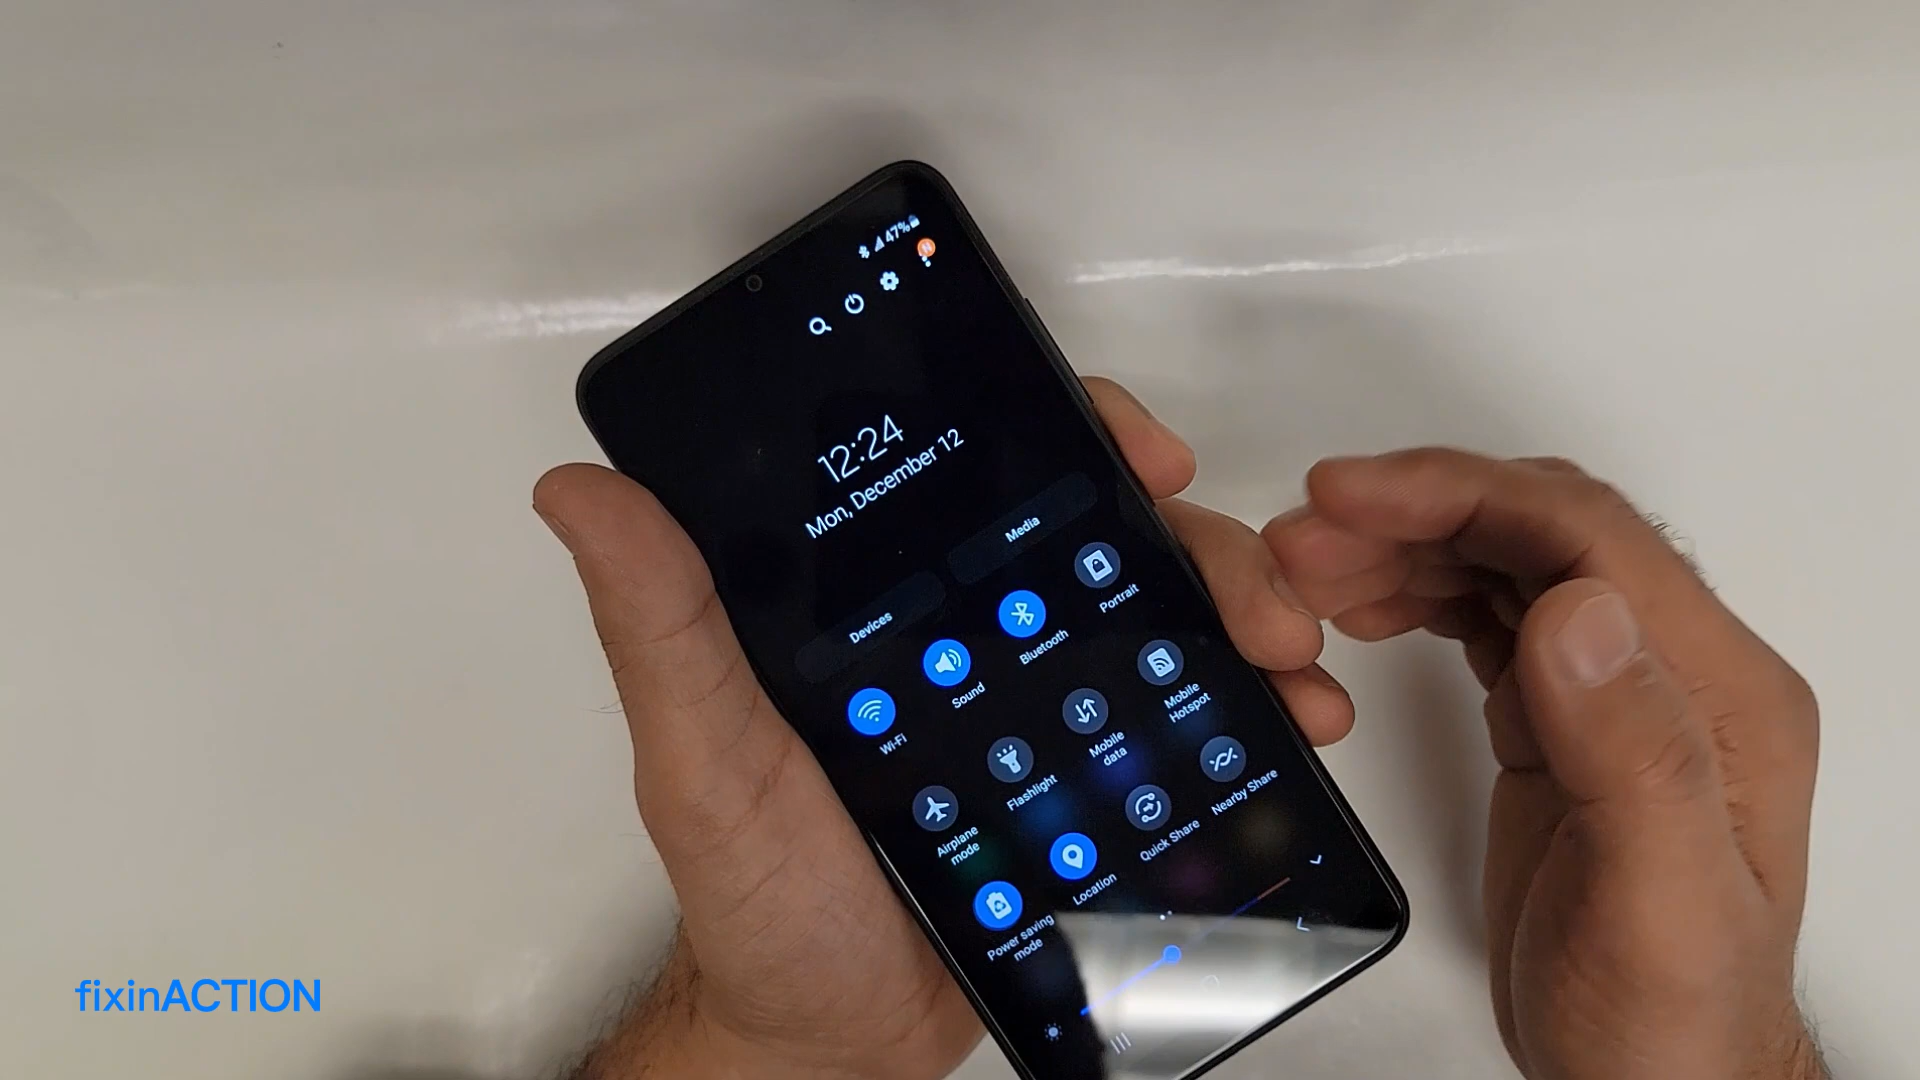 47%
N
12:24
Mon, December 12
Devices
Media
Wi-Fi
Sound
Bluetooth
Portrait
Airplane
mode
Flashlight
Mobile
data
Mobile
Hotspot
Power saving
mode
Location
Quick Share
Nearby Share
fixinACTION